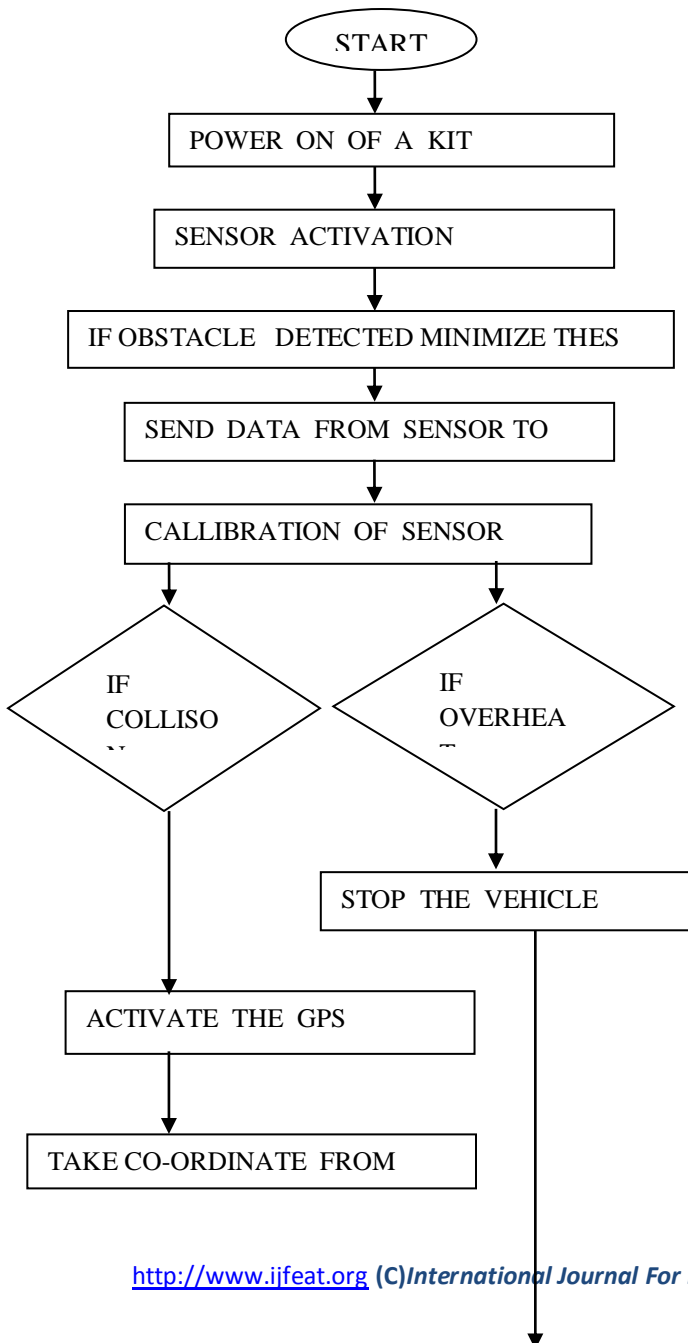 START
POWER ON OF A KIT
SENSOR ACTIVATION
IF OBSTACLE DETECTED MINIMIZE THES
SEND DATA FROM SENSOR TO
CALLIBRATION OF SENSOR
IF
COLLISO
N
IF
OVERHEA
T
STOP THE VEHICLE
ACTIVATE THE GPS
TAKE CO-ORDINATE FROM
http://www.ijfeat.org (C)International Journal For